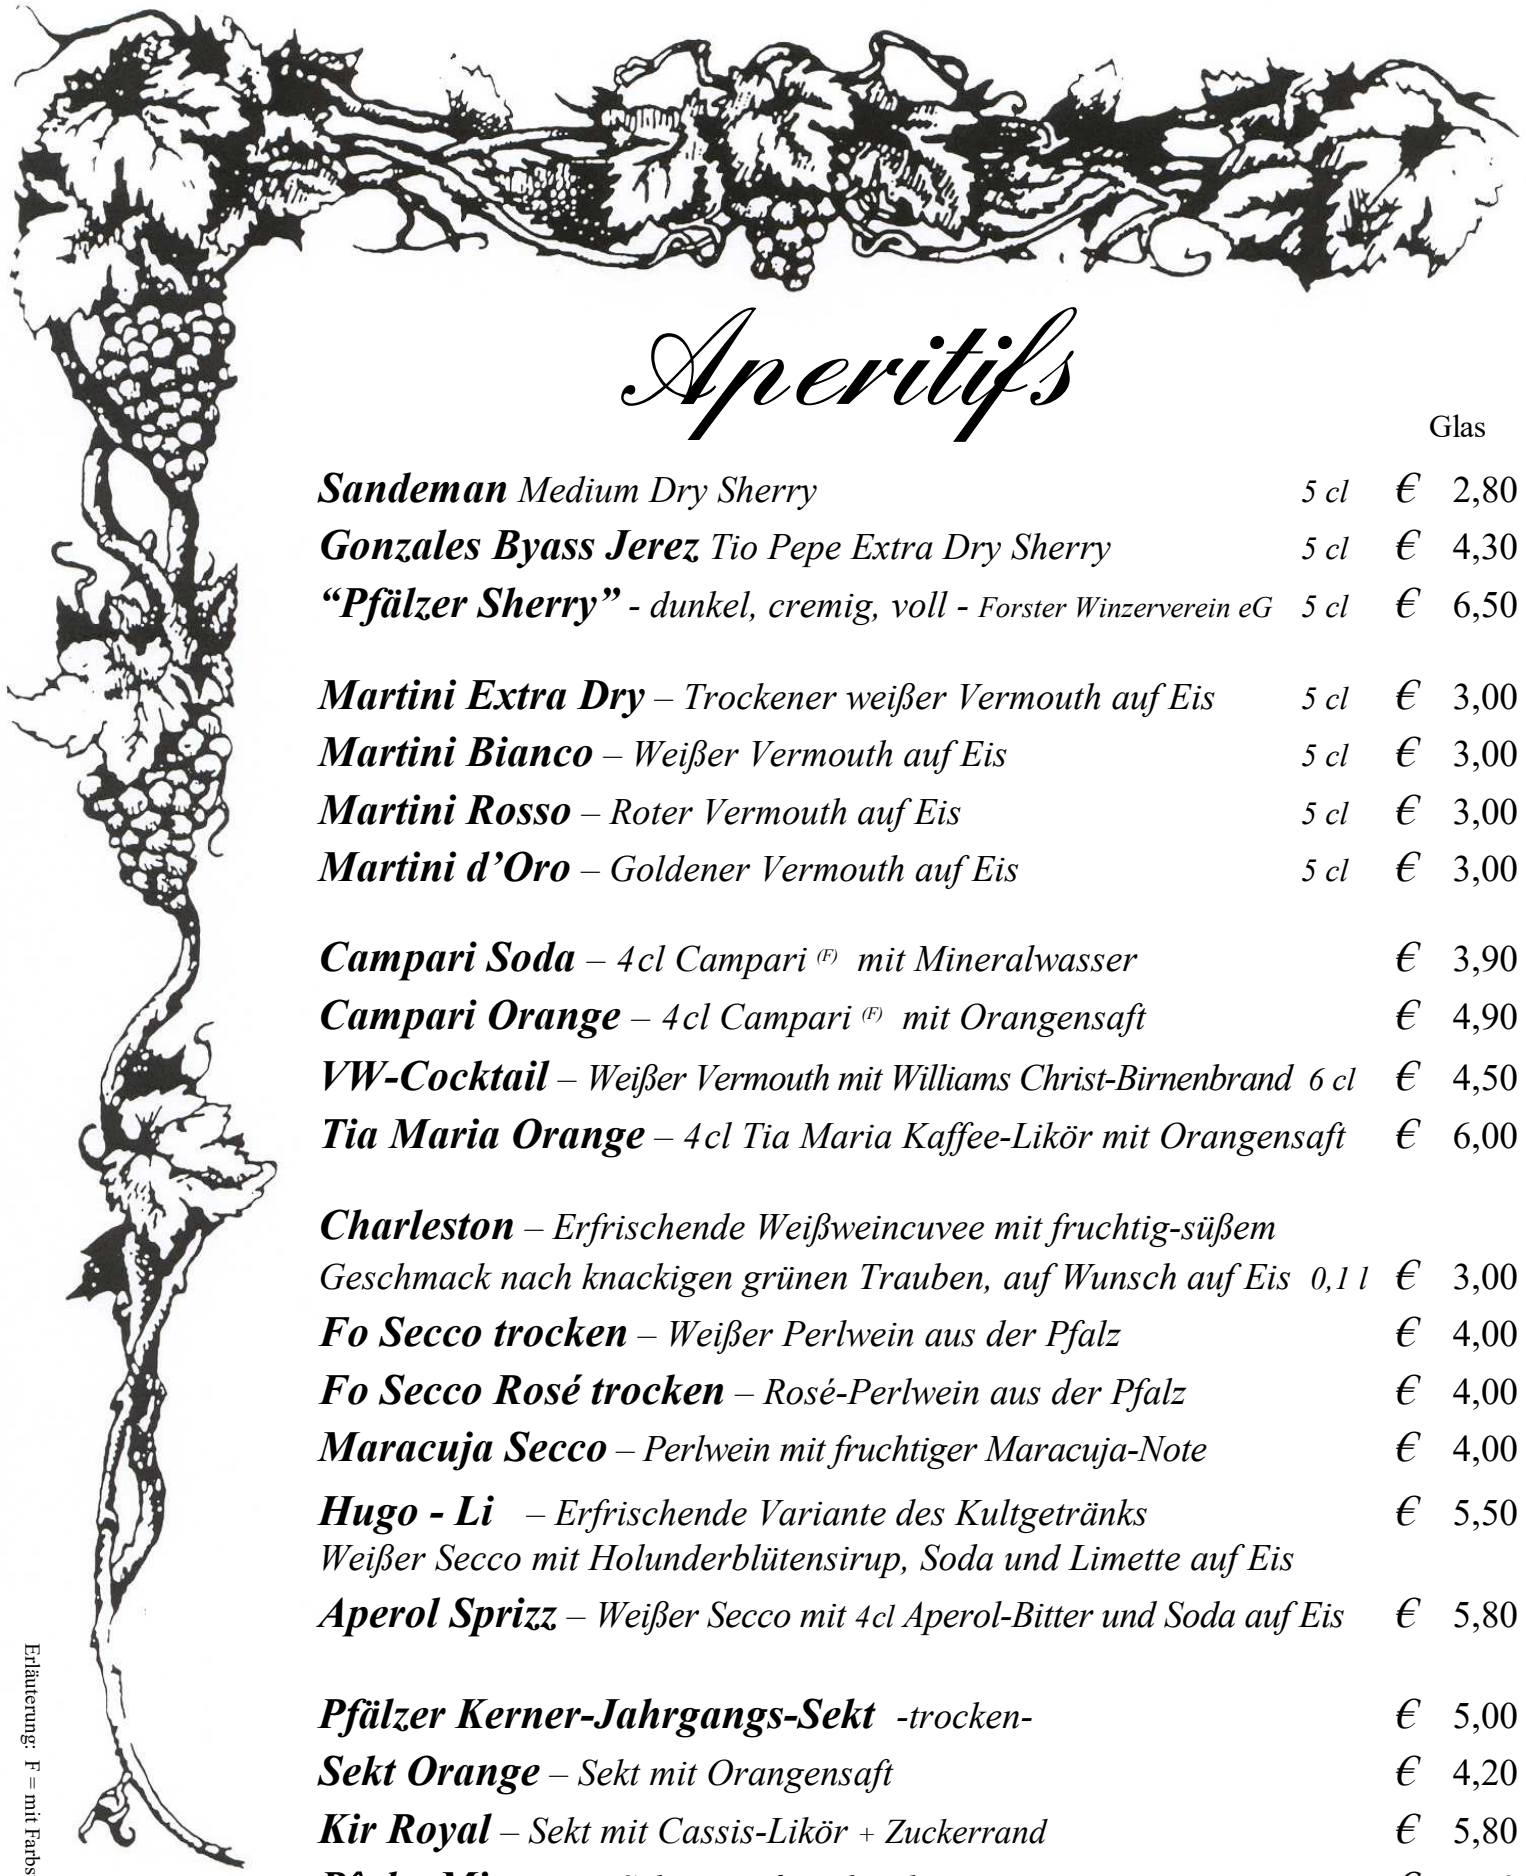 Aperitifs
Glas
Sandeman Medium Dry Sherry 5 cl € 2,80
Gonzales Byass Jerez Tio Pepe Extra Dry Sherry 5 cl € 4,30
“Pfälzer Sherry” - dunkel, cremig, voll - Forster Winzerverein eG 5 cl € 6,50
Martini Extra Dry – Trockener weißer Vermouth auf Eis 5 cl € 3,00
Martini Bianco – Weißer Vermouth auf Eis 5 cl € 3,00
Martini Rosso – Roter Vermouth auf Eis 5 cl € 3,00
Martini d’Oro – Goldener Vermouth auf Eis 5 cl € 3,00
Campari Soda – 4cl Campari (F) mit Mineralwasser € 3,90
Campari Orange – 4cl Campari (F) mit Orangensaft € 4,90
VW-Cocktail – Weißer Vermouth mit Williams Christ-Birnenbrand 6 cl € 4,50
Tia Maria Orange – 4cl Tia Maria Kaffee-Likör mit Orangensaft € 6,00
Charleston – Erfrischende Weißweincuvee mit fruchtig-süßem
Geschmack nach knackigen grünen Trauben, auf Wunsch auf Eis 0,1 l € 3,00
Fo Secco trocken – Weißer Perlwein aus der Pfalz € 4,00
Fo Secco Rosé trocken – Rosé-Perlwein aus der Pfalz € 4,00
Maracuja Secco – Perlwein mit fruchtiger Maracuja-Note € 4,00
Hugo - Li – Erfrischende Variante des Kultgetränks € 5,50
Weißer Secco mit Holunderblütensirup, Soda und Limette auf Eis
Aperol Sprizz – Weißer Secco mit 4cl Aperol-Bitter und Soda auf Eis € 5,80
Pfälzer Kerner-Jahrgangs-Sekt -trocken- € 5,00
Sekt Orange – Sekt mit Orangensaft € 4,20
Kir Royal – Sekt mit Cassis-Likör + Zuckerrand € 5,80
Erläuterung: F = mit Farbs